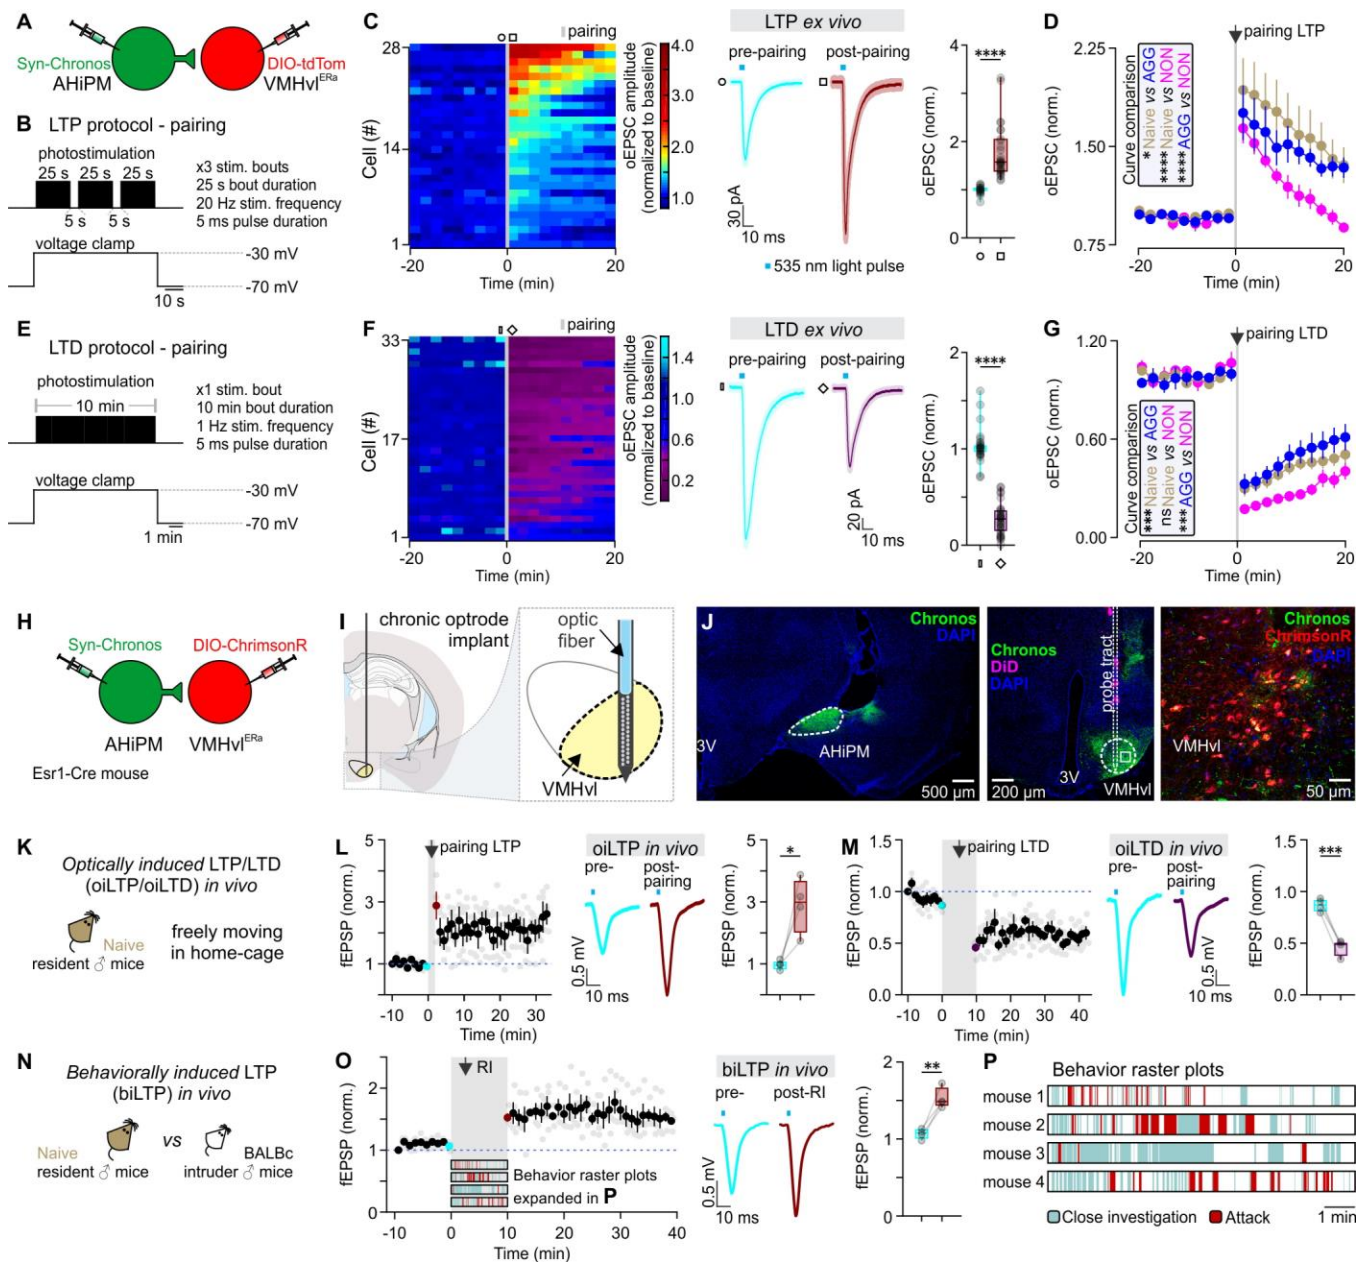 A
Syn-Chronos
AHiPM
DIO-tdTom
VMHvl^ERa
B
LTP protocol - pairing
photostimulation
25 s 25 s 25 s
5 s 5 s
x3 stim. bouts
25 s bout duration
20 Hz stim. frequency
5 ms pulse duration
voltage clamp
-30 mV
-70 mV
10 s
C
pairing
28
14
1
Cell (#)
-20 0 20
Time (min)
4.0
3.0
2.0
1.0
oEPSC amplitude
(normalized to baseline)
LTP ex vivo
pre-pairing post-pairing
30 pA
10 ms
535 nm light pulse
****
oEPSC (norm.)
4
2
0
D
pairing LTP
2.25
1.50
0.75
oEPSC (norm.)
Curve comparison
* Naive vs AGG
**** Naive vs NON
**** AGG vs NON
-20 0 20
Time (min)
E
LTD protocol - pairing
photostimulation
10 min
x1 stim. bout
10 min bout duration
1 Hz stim. frequency
5 ms pulse duration
voltage clamp
-30 mV
-70 mV
1 min
F
pairing
33
17
1
Cell (#)
-20 0 20
Time (min)
1.6
1.0
0.6
0.2
oEPSC amplitude
(normalized to baseline)
LTD ex vivo
pre-pairing post-pairing
20 pA
10 ms
****
oEPSC (norm.)
2
1
0
G
pairing LTD
1.20
0.60
0.00
oEPSC (norm.)
Curve comparison
*** Naive vs AGG
ns Naive vs NON
*** AGG vs NON
-20 0 20
Time (min)
H
Syn-Chronos
DIO-ChrimsonR
AHiPM
VMHvl^ERa
Esr1-Cre mouse
I
chronic optrode
implant
optic
fiber
VMHvl
J
Chronos
DAPI
3V
AHiPM
500 µm
Chronos
DiD
DAPI
probe tract
3V
200 µm
VMHvl
Chronos
ChrimsonR
DAPI
VMHvl
50 µm
K
Optically induced LTP/LTD
(oiLTP/oiLTD) in vivo
Naive
resident ♂ mice
freely moving
in home-cage
L
pairing LTP
5
3
1
fEPSP (norm.)
-10 0 10 20 30
Time (min)
oiLTP in vivo
pre- post-
pairing
0.5 mV
10 ms
*
fEPSP (norm.)
5
3
1
M
pairing LTD
1.5
1.0
0.5
0.0
fEPSP (norm.)
-10 0 10 20 30 40
Time (min)
oiLTD in vivo
pre- post-
pairing
0.5 mV
10 ms
***
fEPSP (norm.)
1.5
1.0
0.5
0.0
N
Behaviorally induced LTP
(biLTP) in vivo
Naive
resident ♂ mice
vs
BALBc
intruder ♂ mice
O
RI
2
1
0
fEPSP (norm.)
Behavior raster plots
expanded in P
-10 0 10 20 30 40
Time (min)
biLTP in vivo
pre- post-RI
0.5 mV
10 ms
**
fEPSP (norm.)
2
1
0
P
Behavior raster plots
mouse 1
mouse 2
mouse 3
mouse 4
Close investigation
Attack
1 min